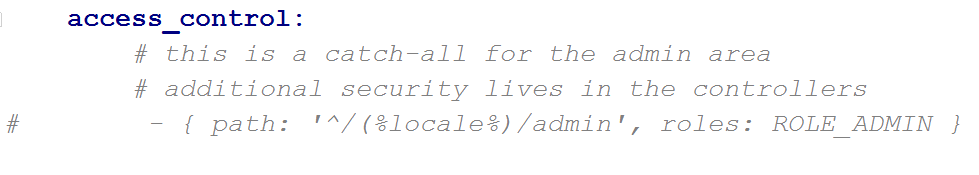 access_control:
# this is a catch-all for the admin area
# additional security lives in the controllers
# - { path: '^/(%locale%)/admin', roles: ROLE_ADMIN }